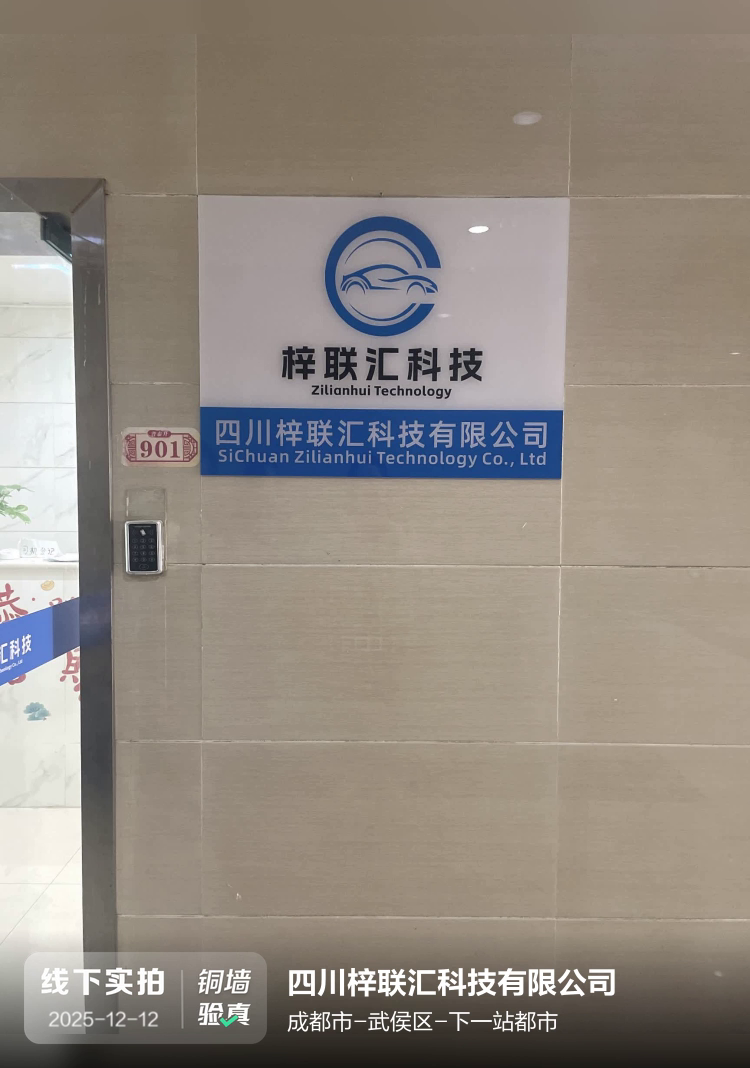 梓联汇科技
Zilianhui Technology
四川梓联汇科技有限公司
SiChuan Zilianhui Technology Co., Ltd
901
汇科技
线下实拍
2025-12-12
铜墙
验真
四川梓联汇科技有限公司
成都市-武侯区-下一站都市